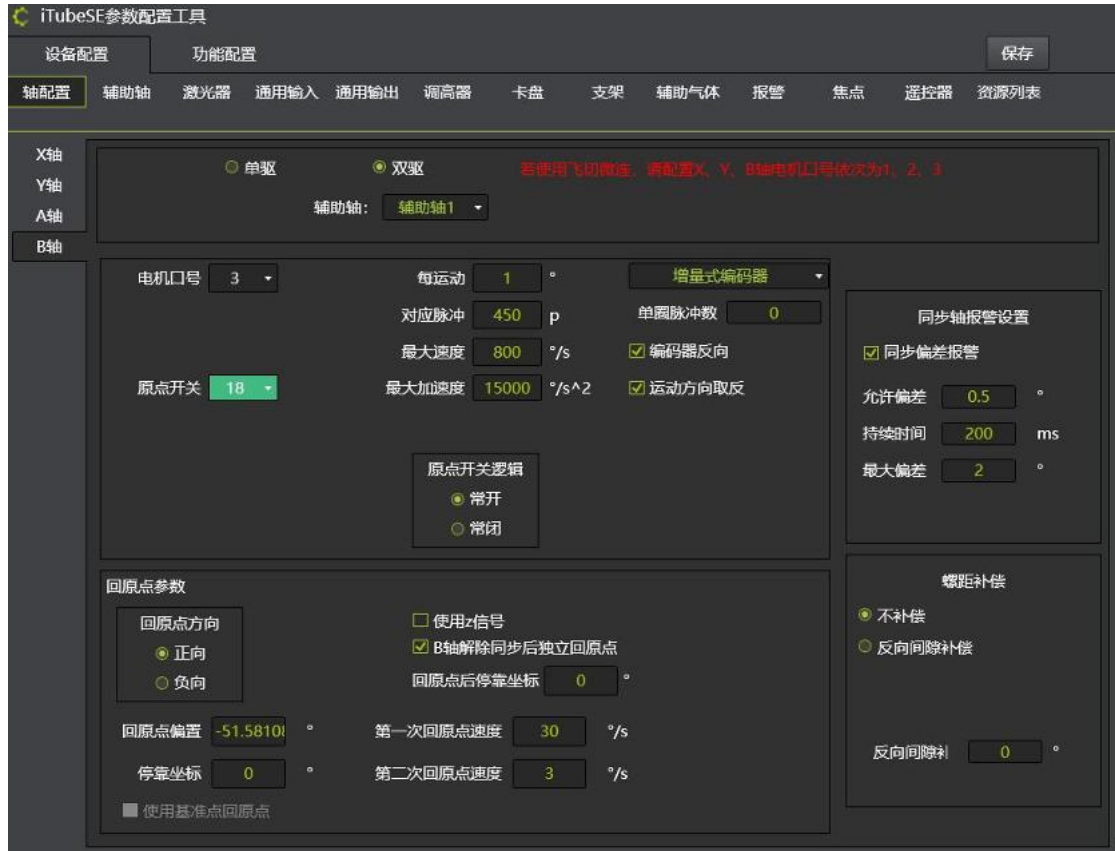 iTubeSE参数配置工具
设备配置 功能配置 保存
轴配置 辅助轴 激光器 通用输入 通用输出 调高器 卡盘 支架 辅助气体 报警 焦点 遥控器 资源列表
X轴
Y轴
A轴
B轴
单驱 双驱 若使用飞切微连，请配置X、Y、B轴电机口号依次为1、2、3
辅助轴： 辅助轴1
电机口号 3 每运动 1 ° 增量式编码器
对应脉冲 450 p 单圈脉冲数 0
最大速度 800 °/s 编码器反向
原点开关 18 最大加速度 15000 °/s^2 运动方向取反
原点开关逻辑
常开
常闭
同步轴报警设置
同步偏差报警
允许偏差 0.5 °
持续时间 200 ms
最大偏差 2 °
回原点参数
回原点方向
正向
负向
使用z信号
B轴解除同步后独立回原点
回原点后停靠坐标 0 °
回原点偏置 -51.58108 ° 第一次回原点速度 30 °/s
停靠坐标 0 ° 第二次回原点速度 3 °/s
使用基准点回原点
螺距补偿
不补偿
反向间隙补偿
反向间隙补 0 °